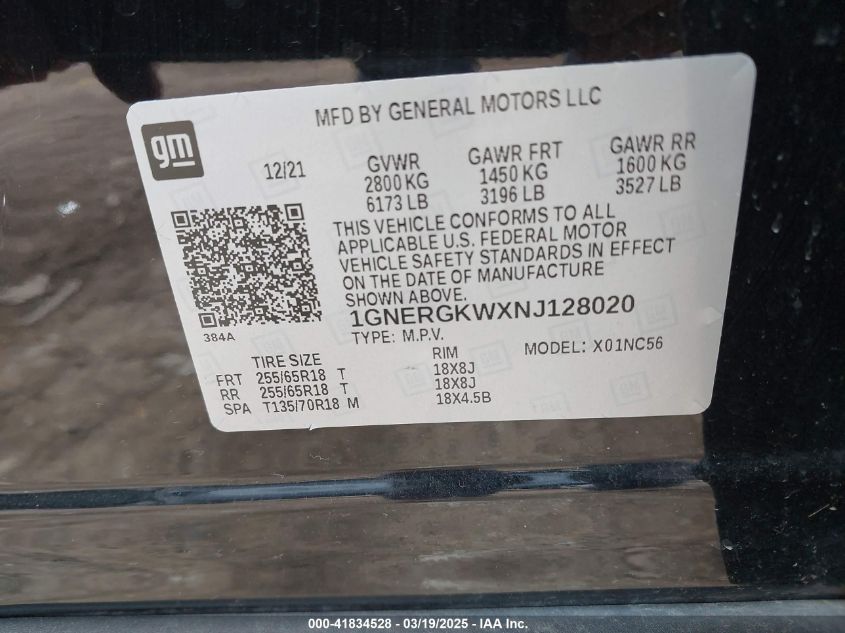 MFD BY GENERAL MOTORS LLC
gm
12/21
GVWR
2800 KG
6173 LB
GAWR FRT
1450 KG
3196 LB
GAWR RR
1600 KG
3527 LB
THIS VEHICLE CONFORMS TO ALL
APPLICABLE U.S. FEDERAL MOTOR
VEHICLE SAFETY STANDARDS IN EFFECT
ON THE DATE OF MANUFACTURE
SHOWN ABOVE.
384A
1GNERGKWXNJ128020
TYPE: M.P.V.
MODEL: X01NC56
TIRE SIZE RIM
FRT 255/65R18 T 18X8J
RR 255/65R18 T 18X8J
SPA T135/70R18 M 18X4.5B
000-41834528 - 03/19/2025 - IAA Inc.